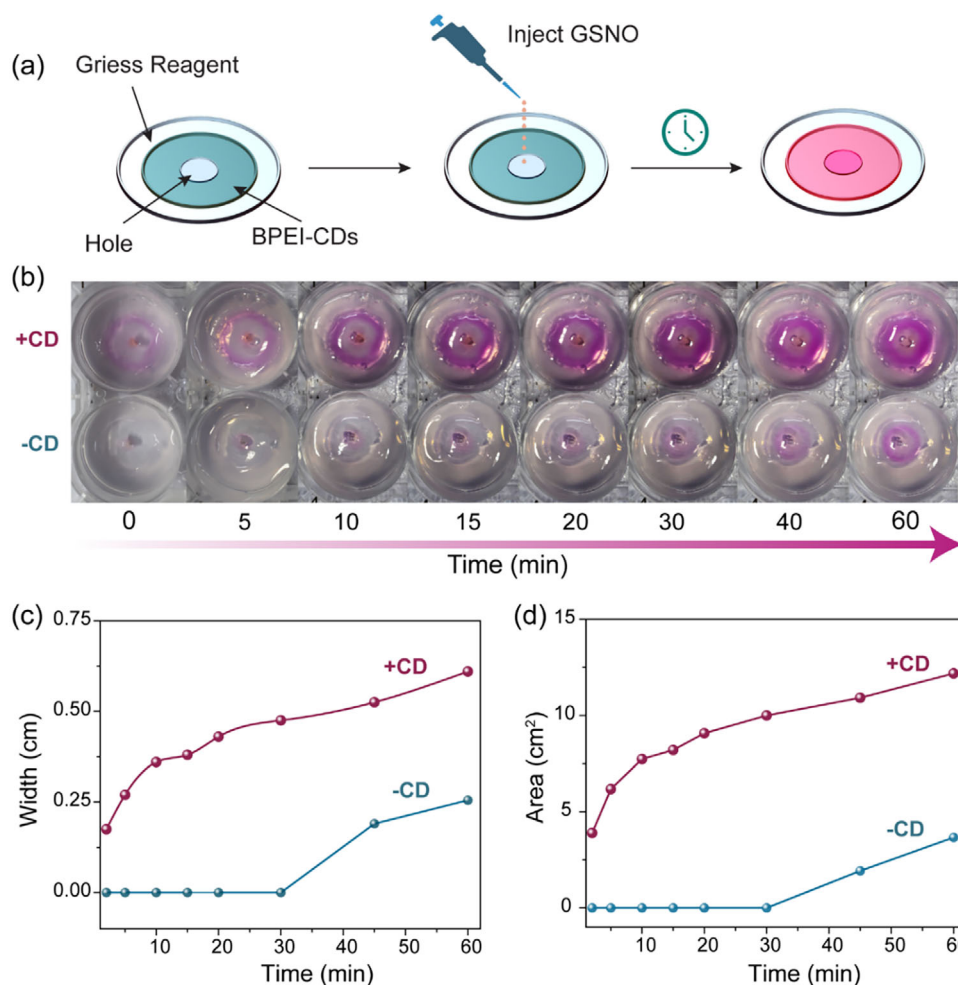 (a)
Griess Reagent
Inject GSNO
Hole
BPEI-CDs
(b)
+CD
-CD
0 5 10 15 20 30 40 60
Time (min)
(c)
0.75
0.50
0.25
0.00
Width (cm)
+CD
-CD
10 20 30 40 50 60
Time (min)
(d)
15
10
5
0
Area (cm²)
+CD
-CD
10 20 30 40 50 60
Time (min)